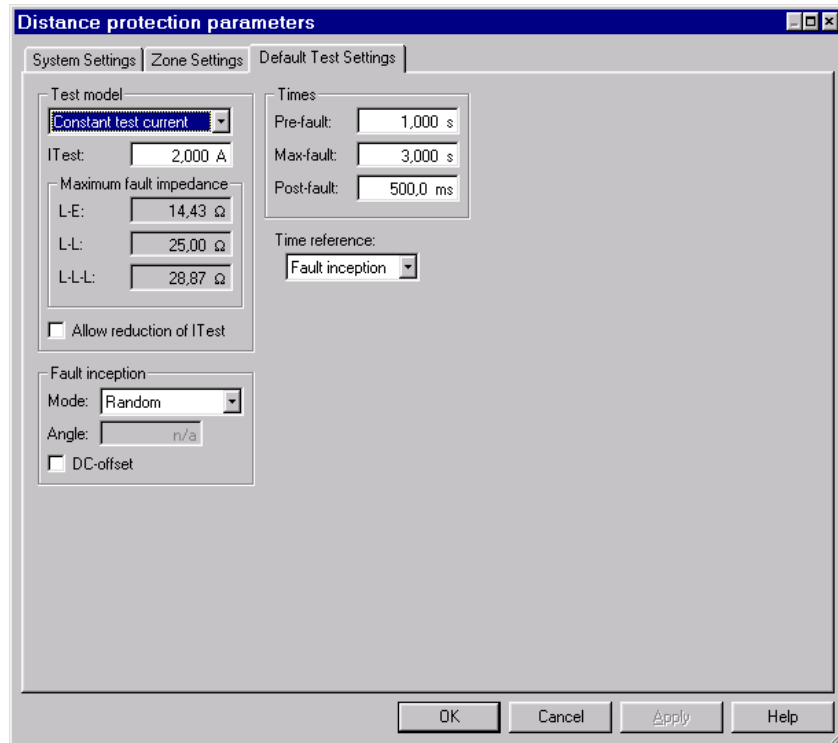 Distance protection parameters
System Settings
Zone Settings
Default Test Settings
Test model
Constant test current
ITest: 2,000 A
Maximum fault impedance
L-E: 14,43 Ω
L-L: 25,00 Ω
L-L-L: 28,87 Ω
Allow reduction of ITest
Times
Pre-fault: 1,000 s
Max-fault: 3,000 s
Post-fault: 500,0 ms
Time reference:
Fault inception
Fault inception
Mode: Random
Angle: n/a
DC-offset
OK
Cancel
Apply
Help